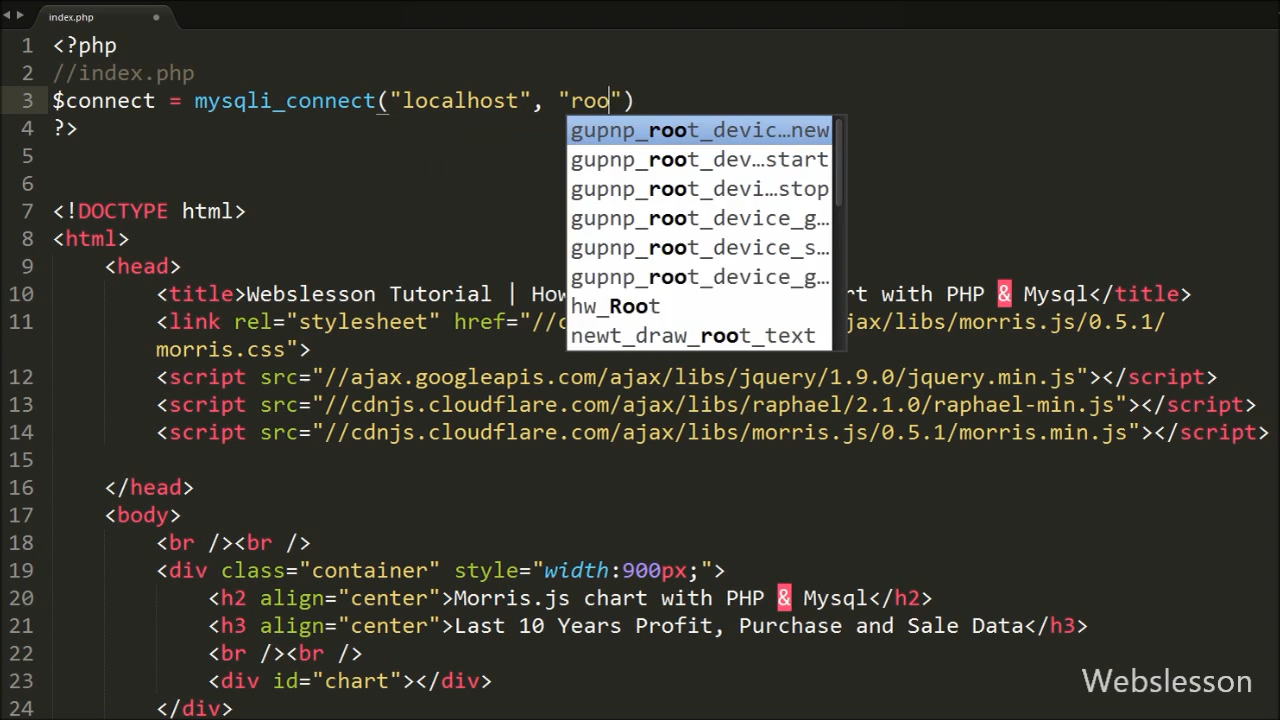 index.php
1 <?php
2 //index.php
3 $connect = mysqli_connect("localhost", "roo")
4 ?>
gupnp_root_devic…new
gupnp_root_dev…start
gupnp_root_devi…stop
gupnp_root_device_g…
gupnp_root_device_s…
gupnp_root_device_g…
hw_Root
newt_draw_root_text
5
6
7 <!DOCTYPE html>
8 <html>
9 <head>
10 <title>Webslesson Tutorial | How rt with PHP & Mysql</title>
11 <link rel="stylesheet" href="//c jax/libs/morris.js/0.5.1/
morris.css">
12 <script src="//ajax.googleapis.com/ajax/libs/jquery/1.9.0/jquery.min.js"></script>
13 <script src="//cdnjs.cloudflare.com/ajax/libs/raphael/2.1.0/raphael-min.js"></script>
14 <script src="//cdnjs.cloudflare.com/ajax/libs/morris.js/0.5.1/morris.min.js"></script>
15
16 </head>
17 <body>
18 <br /><br />
19 <div class="container" style="width:900px;">
20 <h2 align="center">Morris.js chart with PHP & Mysql</h2>
21 <h3 align="center">Last 10 Years Profit, Purchase and Sale Data</h3>
22 <br /><br />
23 <div id="chart"></div>
24 </div>
Webslesson